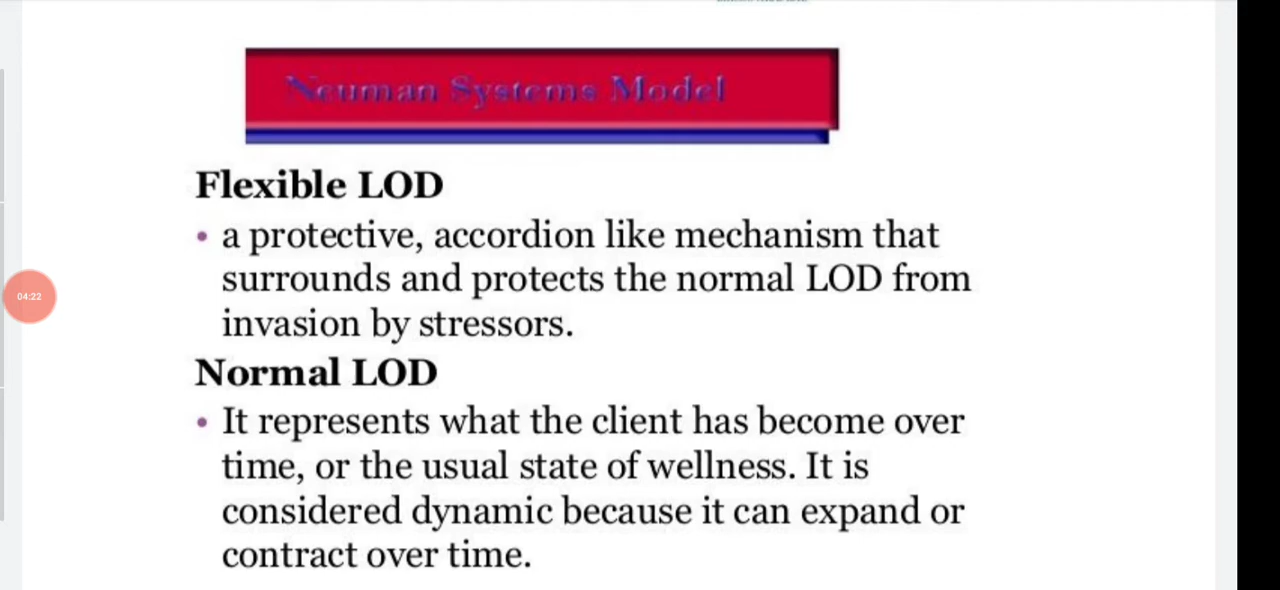 Neuman Systems Model
Flexible LOD
• a protective, accordion like mechanism that
surrounds and protects the normal LOD from
invasion by stressors.
Normal LOD
• It represents what the client has become over
time, or the usual state of wellness. It is
considered dynamic because it can expand or
contract over time.
04:22